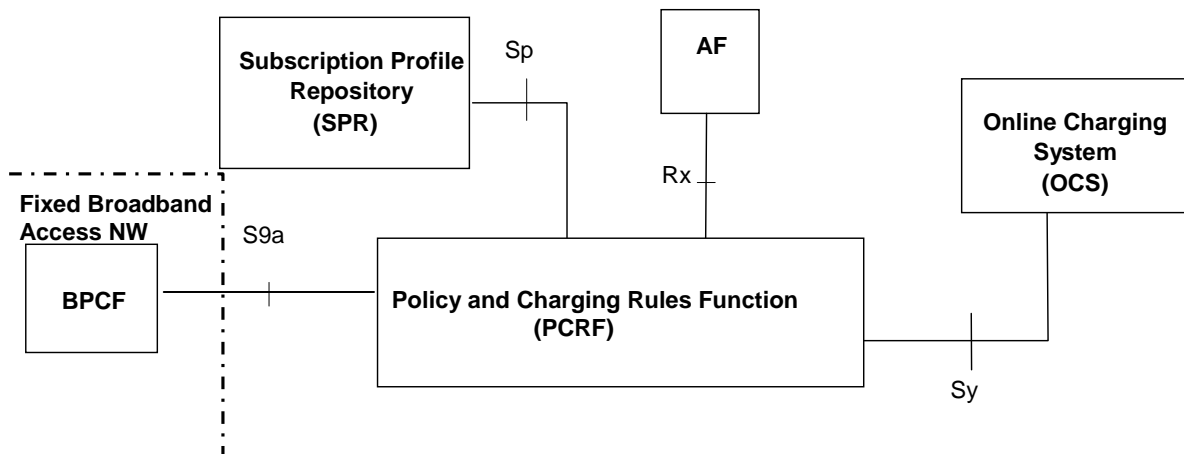 Subscription Profile
Repository
(SPR)
Sp
AF
Online Charging
System
(OCS)
Rx
Fixed Broadband
Access NW
S9a
BPCF
Policy and Charging Rules Function
(PCRF)
Sy